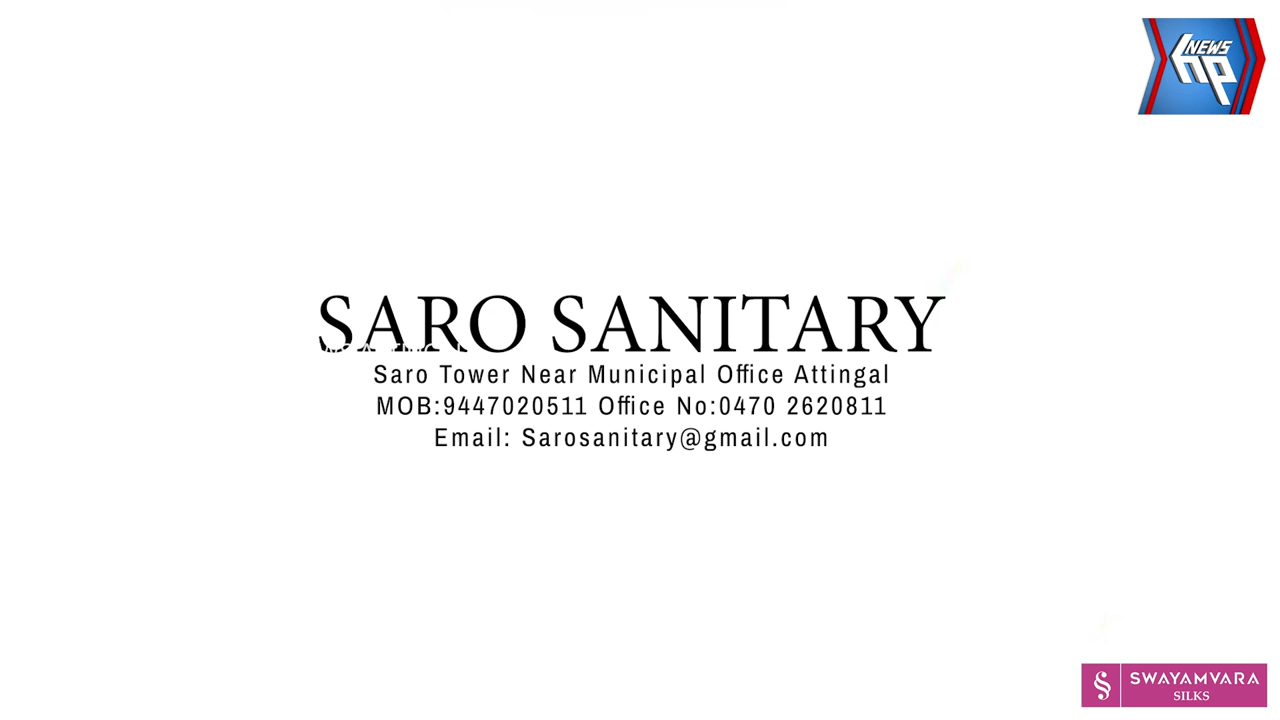 NEWS
hp
SARO SANITARY
Saro Tower Near Municipal Office Attingal
MOB:9447020511 Office No:0470 2620811
Email: Sarosanitary@gmail.com
SWAYAMVARA
SILKS